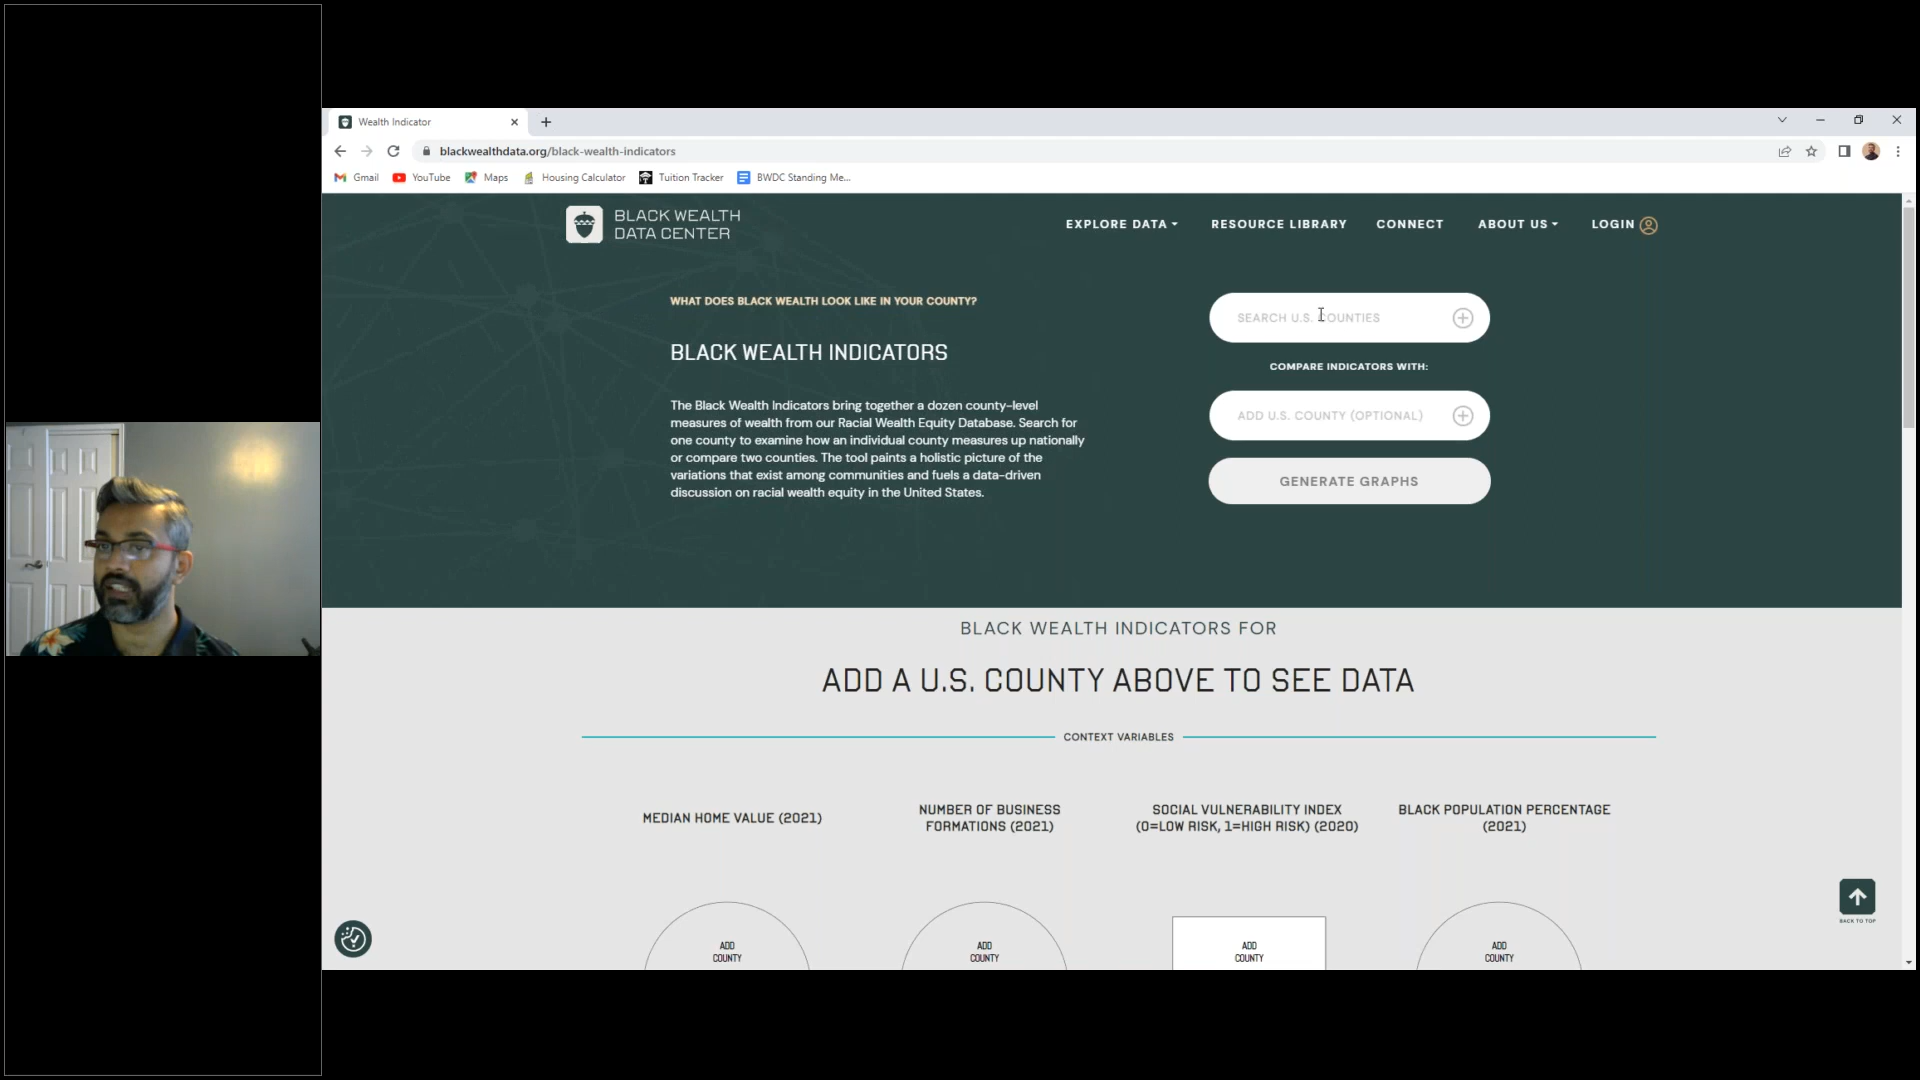 Wealth Indicator
blackwealthdata.org/black-wealth-indicators
Gmail
YouTube
Maps
Housing Calculator
Tuition Tracker
BWDC Standing Me...
BLACK WEALTH
DATA CENTER
EXPLORE DATA
RESOURCE LIBRARY
CONNECT
ABOUT US
LOGIN
WHAT DOES BLACK WEALTH LOOK LIKE IN YOUR COUNTY?
BLACK WEALTH INDICATORS
The Black Wealth Indicators bring together a dozen county-level
measures of wealth from our Racial Wealth Equity Database. Search for
one county to examine how an individual county measures up nationally
or compare two counties. The tool paints a holistic picture of the
variations that exist among communities and fuels a data-driven
discussion on racial wealth equity in the United States.
SEARCH U.S. COUNTIES
COMPARE INDICATORS WITH:
ADD U.S. COUNTY (OPTIONAL)
GENERATE GRAPHS
BLACK WEALTH INDICATORS FOR
ADD A U.S. COUNTY ABOVE TO SEE DATA
CONTEXT VARIABLES
MEDIAN HOME VALUE (2021)
NUMBER OF BUSINESS
FORMATIONS (2021)
SOCIAL VULNERABILITY INDEX
(0=LOW RISK, 1=HIGH RISK) (2020)
BLACK POPULATION PERCENTAGE
(2021)
ADD
COUNTY
ADD
COUNTY
ADD
COUNTY
ADD
COUNTY
BACK TO TOP